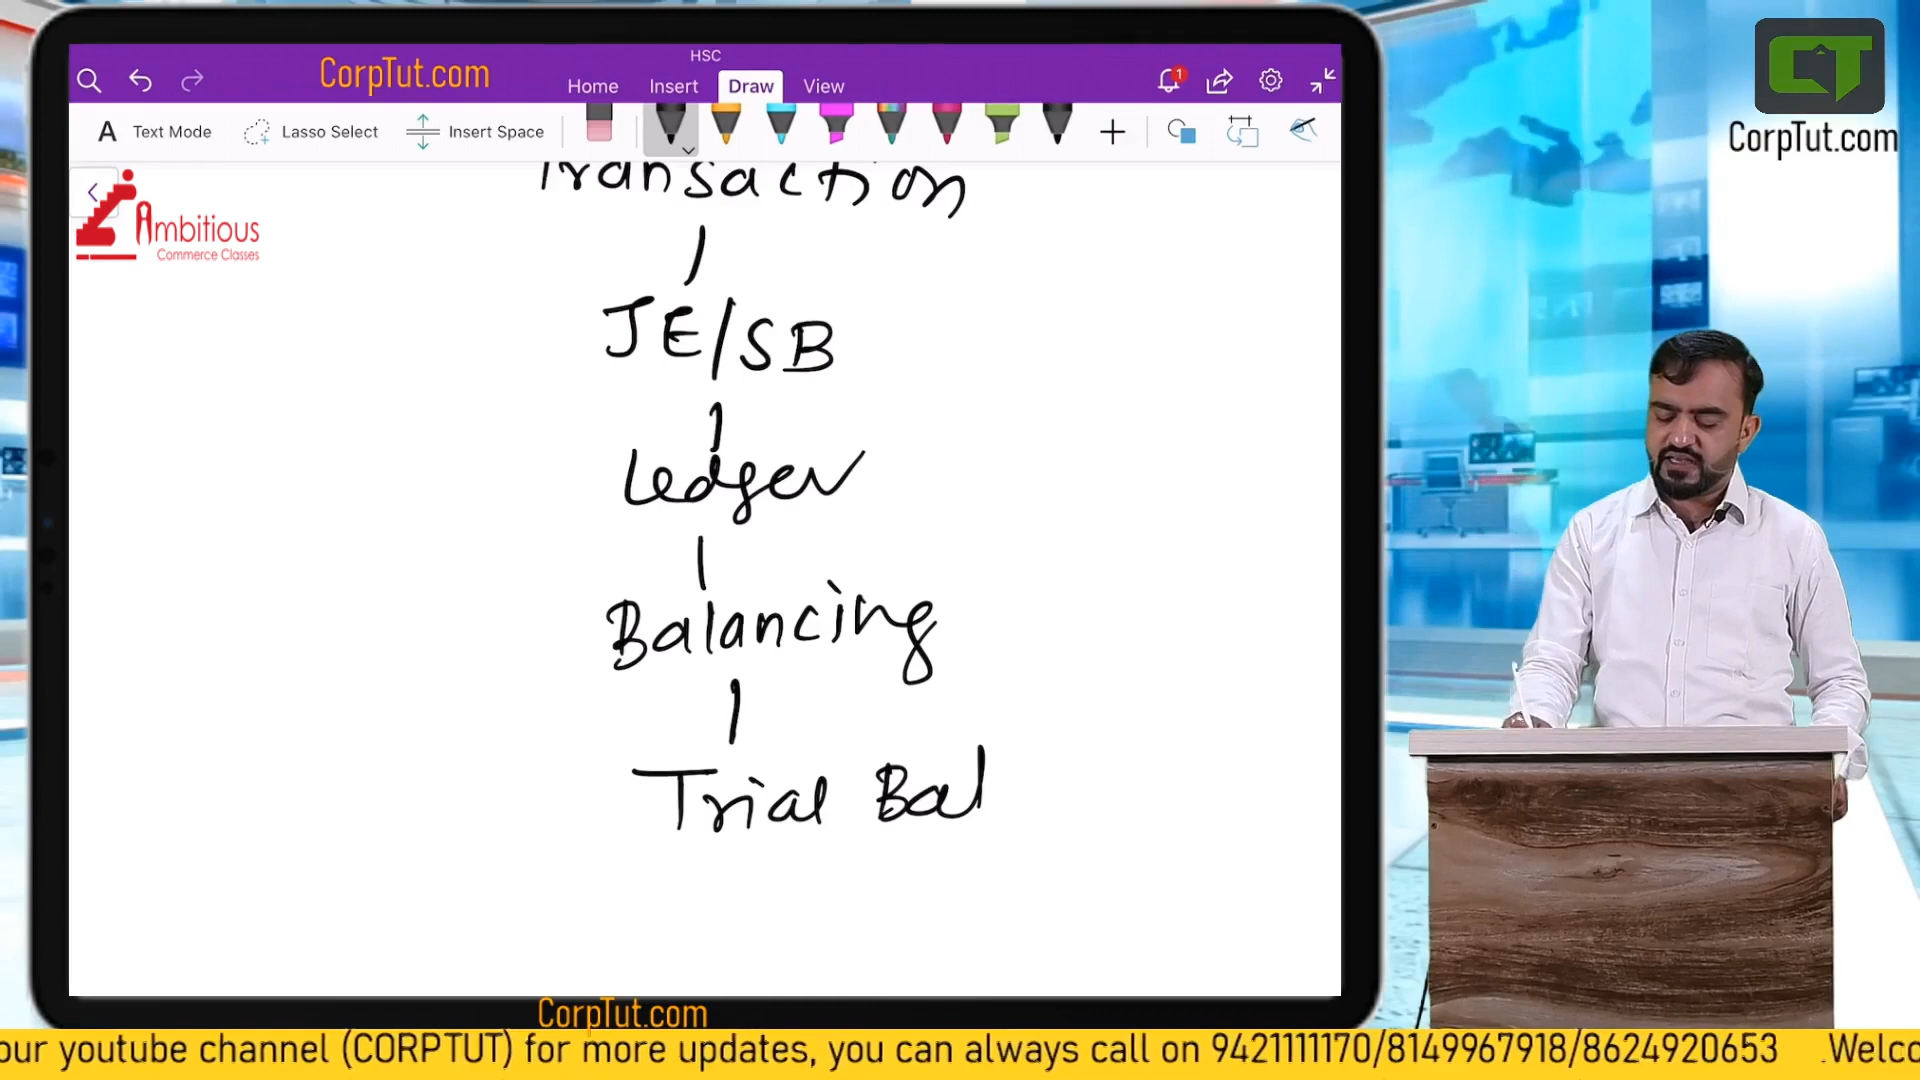 HSC
CorpTut.com
Home Insert Draw View
1
A Text Mode Lasso Select Insert Space
CT
CorpTut.com
Transaction
Ambitious
Commerce Classes
JE/SB
Ledger
Balancing
Trial Bal
CorpTut.com
our youtube channel (CORPTUT) for more updates, you can always call on 9421111170/8149967918/8624920653 .Welco